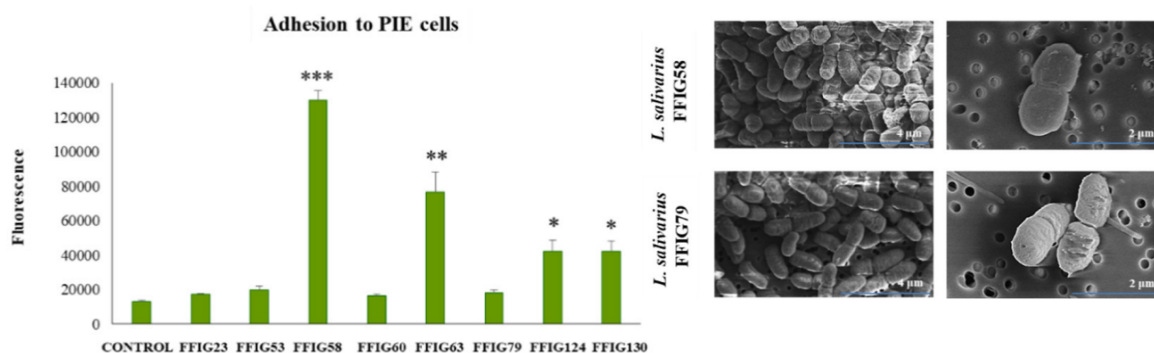 Adhesion to PIE cells
Fluorescence
140000
120000
100000
80000
60000
40000
20000
0
***
**
*
*
CONTROL FFIG23 FFIG53 FFIG58 FFIG60 FFIG63 FFIG79 FFIG124 FFIG130
L. salivarius
FFIG58
4 μm
2 μm
L. salivarius
FFIG79
4 μm
2 μm